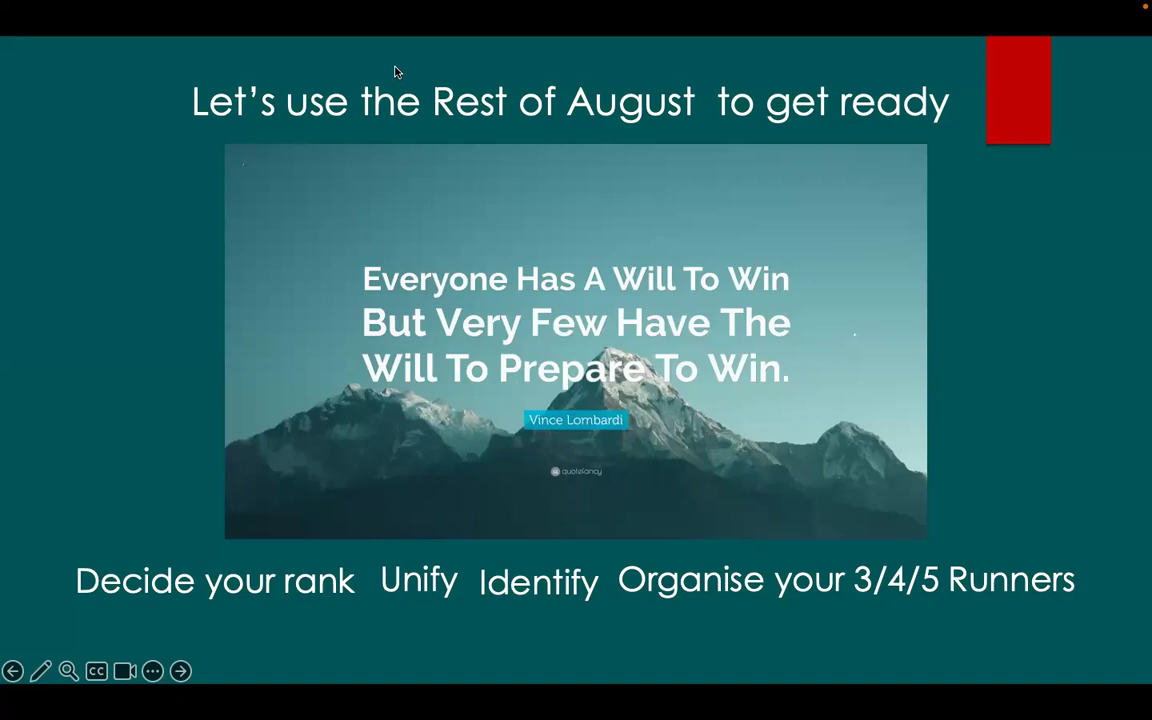 Let's use the Rest of August  to get ready
Everyone Has A Will To Win
But Very Few Have The
Will To Prepare To Win.
Vince Lombardi
quotefancy
Decide your rank Unify Identify Organise your 3/4/5 Runners
CC